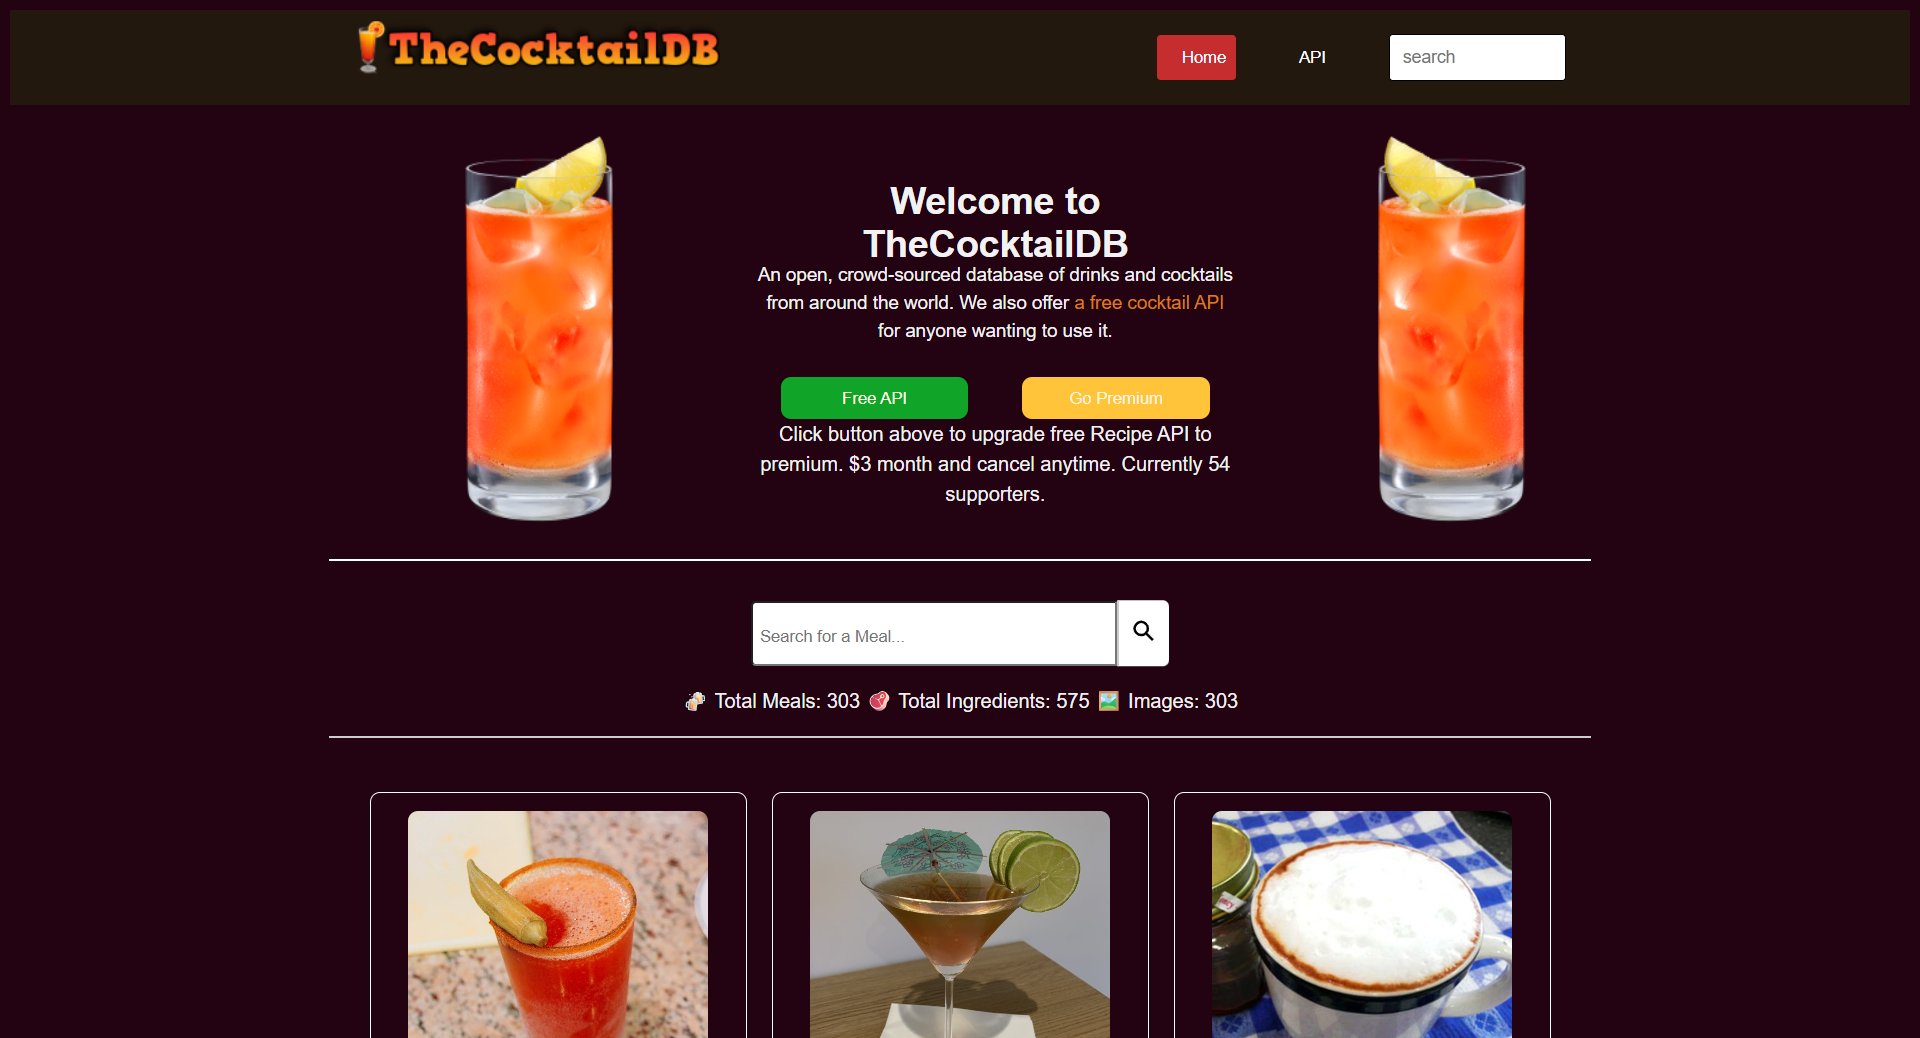 TheCocktailDB
Home
API
search
Welcome to
TheCocktailDB
An open, crowd-sourced database of drinks and cocktails
from around the world. We also offer a free cocktail API
for anyone wanting to use it.
Free API
Go Premium
Click button above to upgrade free Recipe API to
premium. $3 month and cancel anytime. Currently 54
supporters.
Search for a Meal...
Total Meals: 303 Total Ingredients: 575 Images: 303